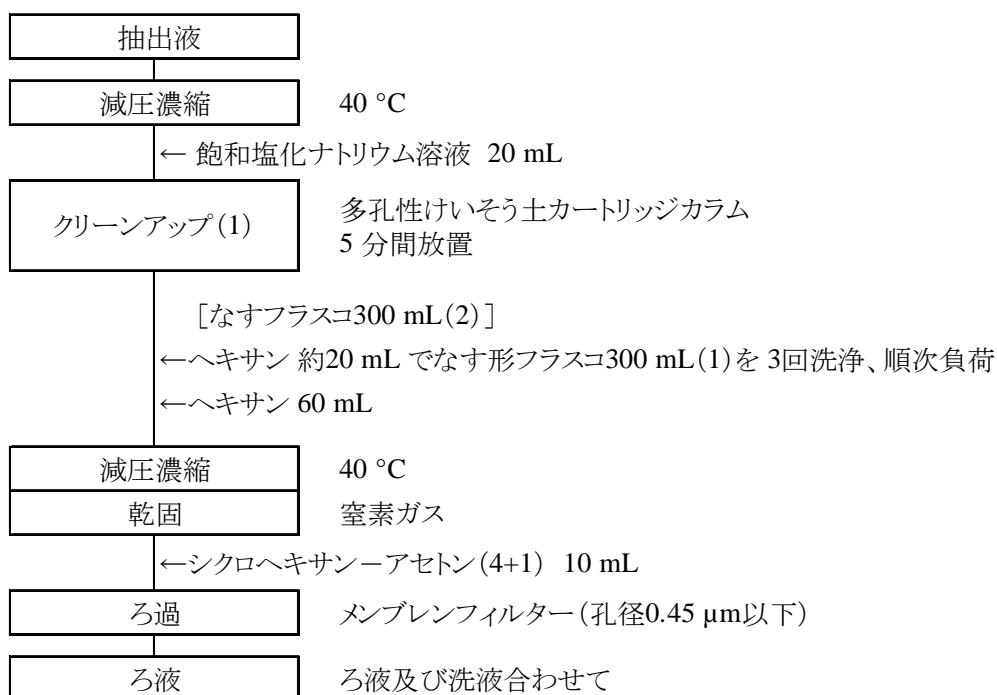 抽出液
減圧濃縮 40 °C
← 飽和塩化ナトリウム溶液 20 mL
クリーンアップ(1) 多孔性けいそう土カートリッジカラム
5 分間放置
[なすフラスコ300 mL(2)]
←ヘキサン 約20 mL でなす形フラスコ300 mL(1)を 3回洗浄、順次負荷
←ヘキサン 60 mL
減圧濃縮 40 °C
乾固 窒素ガス
←シクロヘキサン-アセトン(4+1) 10 mL
ろ過 メンブレンフィルター(孔径0.45 µm以下)
ろ液 ろ液及び洗液合わせて